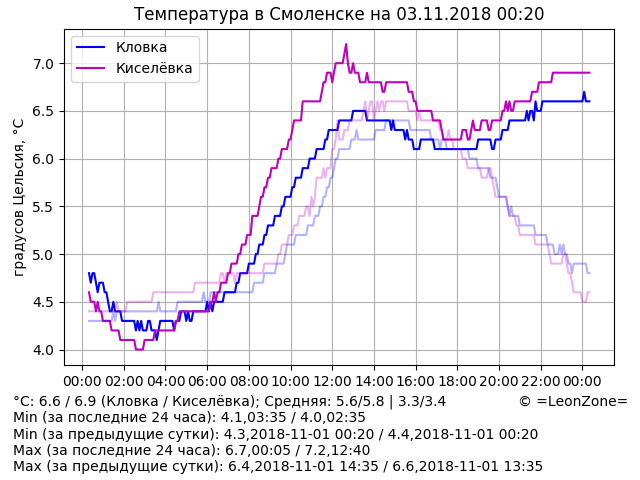 Температура в Смоленске на 03.11.2018 00:20
Кловка
Киселёвка
градусов Цельсия, °C
7.0
6.5
6.0
5.5
5.0
4.5
4.0
00:00 02:00 04:00 06:00 08:00 10:00 12:00 14:00 16:00 18:00 20:00 22:00 00:00
°C: 6.6 / 6.9 (Кловка / Киселёвка); Средняя: 5.6/5.8 | 3.3/3.4 © =LeonZone=
Min (за последние 24 часа): 4.1,03:35 / 4.0,02:35
Min (за предыдущие сутки): 4.3,2018-11-01 00:20 / 4.4,2018-11-01 00:20
Max (за последние 24 часа): 6.7,00:05 / 7.2,12:40
Max (за предыдущие сутки): 6.4,2018-11-01 14:35 / 6.6,2018-11-01 13:35